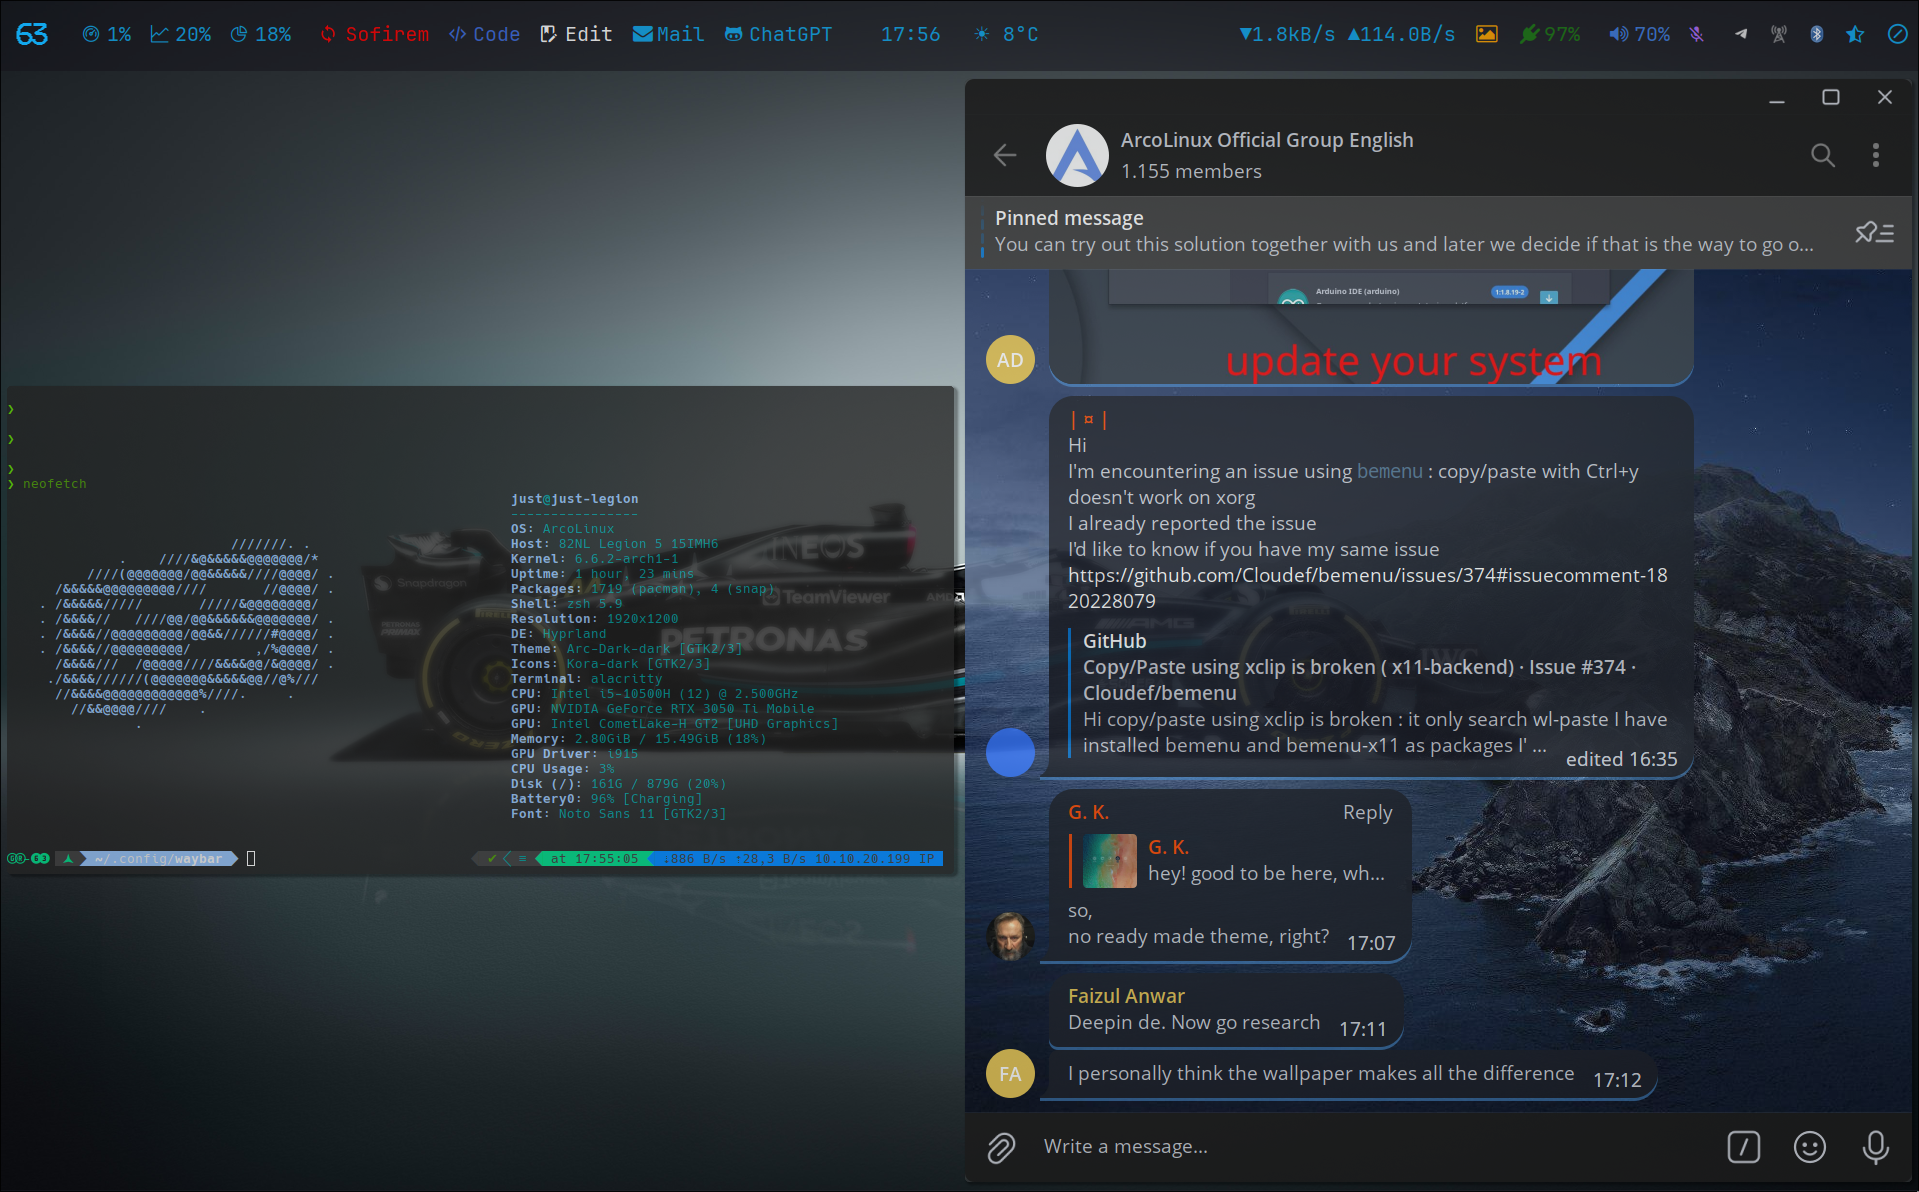 63 1% 20% 18% Sofirem Code Edit Mail ChatGPT 17:56 8°C ▼1.8kB/s ▲114.0B/s 97% 70%
❯
❯
❯
❯ neofetch
just@just-legion
----------------
OS: ArcoLinux
Host: 82NL Legion 5 15IMH6
Kernel: 6.6.2-arch1-1
Uptime: 1 hour, 23 mins
Packages: 1719 (pacman), 4 (snap)
Shell: zsh 5.9
Resolution: 1920x1200
DE: Hyprland
Theme: Arc-Dark-dark [GTK2/3]
Icons: Kora-dark [GTK2/3]
Terminal: alacritty
CPU: Intel i5-10500H (12) @ 2.500GHz
GPU: NVIDIA GeForce RTX 3050 Ti Mobile
GPU: Intel CometLake-H GT2 [UHD Graphics]
Memory: 2.80GiB / 15.49GiB (18%)
GPU Driver: i915
CPU Usage: 3%
Disk (/): 161G / 879G (20%)
Battery0: 96% [Charging]
Font: Noto Sans 11 [GTK2/3]
~/.config/waybar
at 17:55:05 ↓886 B/s ↑28,3 B/s 10.10.20.199 IP
INEOS
Snapdragon
TeamViewer
AMD
PETRONAS
PETRONAS
PRIMAX
AMG
IWC
ArcoLinux Official Group English
1.155 members
Pinned message
You can try out this solution together with us and later we decide if that is the way to go o...
Arduino IDE (arduino)
1:1.8.19-2
update your system
AD
| ¤ |
Hi
I'm encountering an issue using bemenu : copy/paste with Ctrl+y
doesn't work on xorg
I already reported the issue
I'd like to know if you have my same issue
https://github.com/Cloudef/bemenu/issues/374#issuecomment-18
20228079
GitHub
Copy/Paste using xclip is broken ( x11-backend) · Issue #374 ·
Cloudef/bemenu
Hi copy/paste using xclip is broken : it only search wl-paste I have
installed bemenu and bemenu-x11 as packages I' ...
edited 16:35
G. K. Reply
G. K.
hey! good to be here, wh...
so,
no ready made theme, right? 17:07
Faizul Anwar
Deepin de. Now go research 17:11
FA
I personally think the wallpaper makes all the difference 17:12
Write a message...